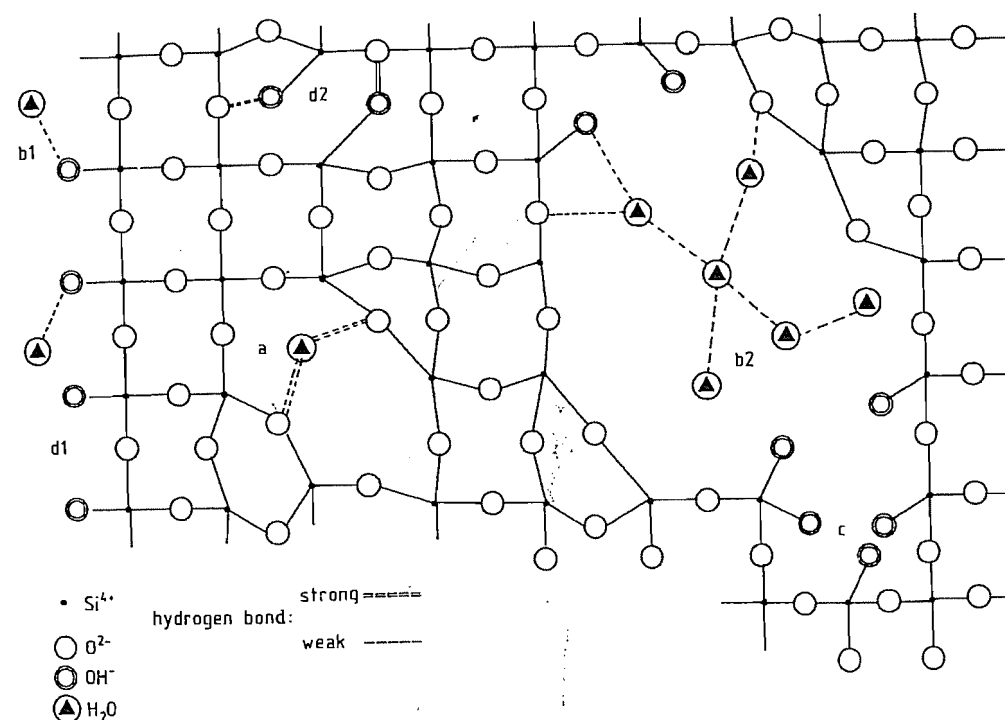 d2
b1
a
b2
d1
c
Si⁴⁺
hydrogen bond:
strong
weak
O²⁻
OH⁻
H₂O